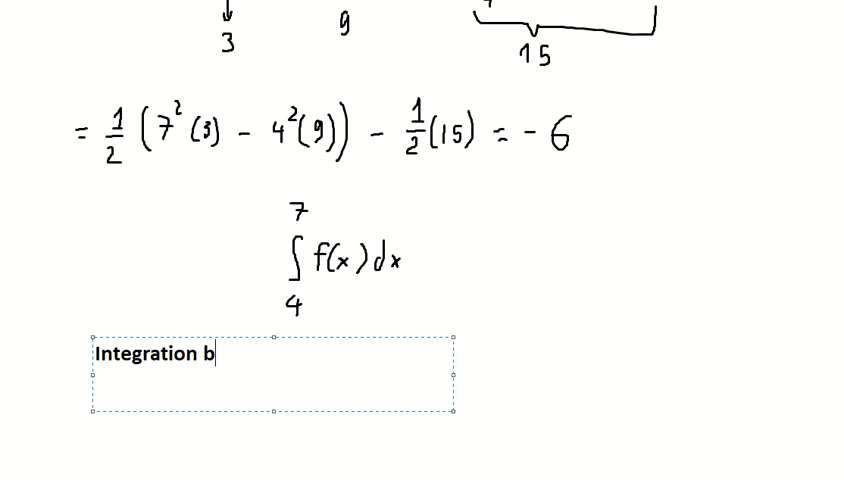 3 9
15
= 1/2 (7² (3) - 4² (9)) - 1/2 (15) = - 6
7
∫ f(x) dx
4
Integration b